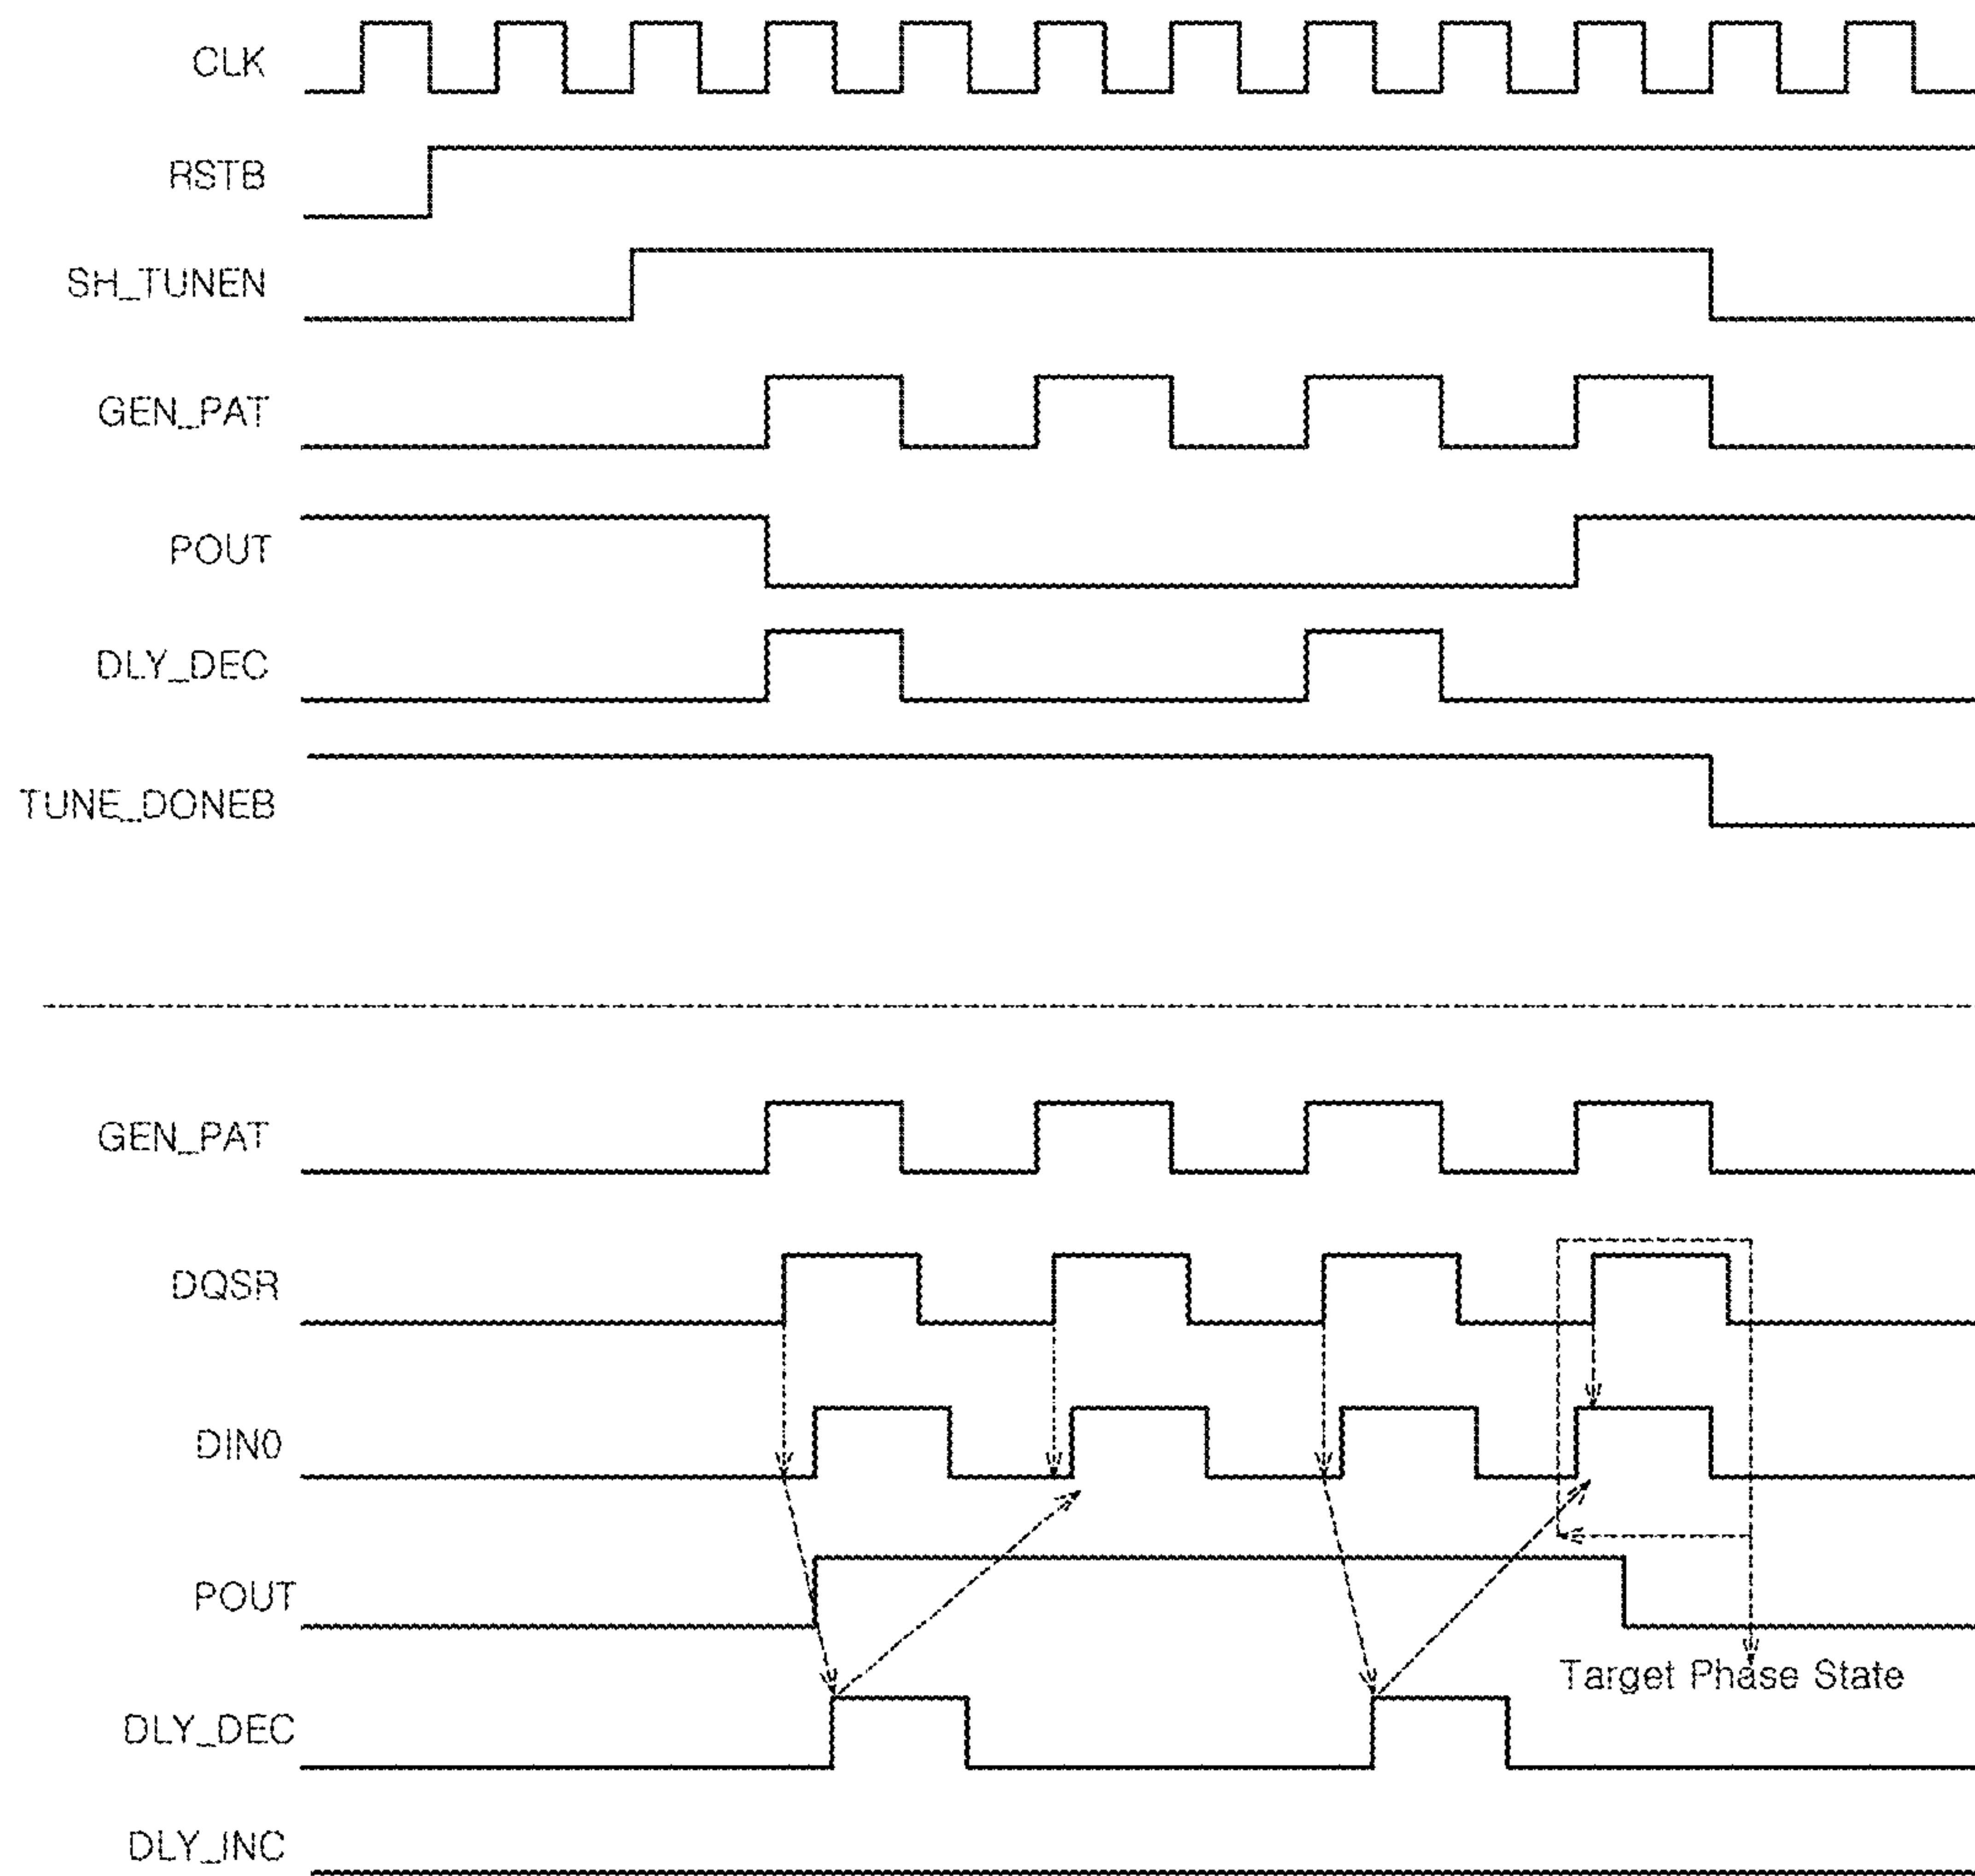 CLK
RSTB
SH_TUNEN
GEN_PAT
POUT
DLY_DEC
TUNE_DONEB
GEN_PAT
DQSR
DIN0
POUT
Target Phase State
DLY_DEC
DLY_INC